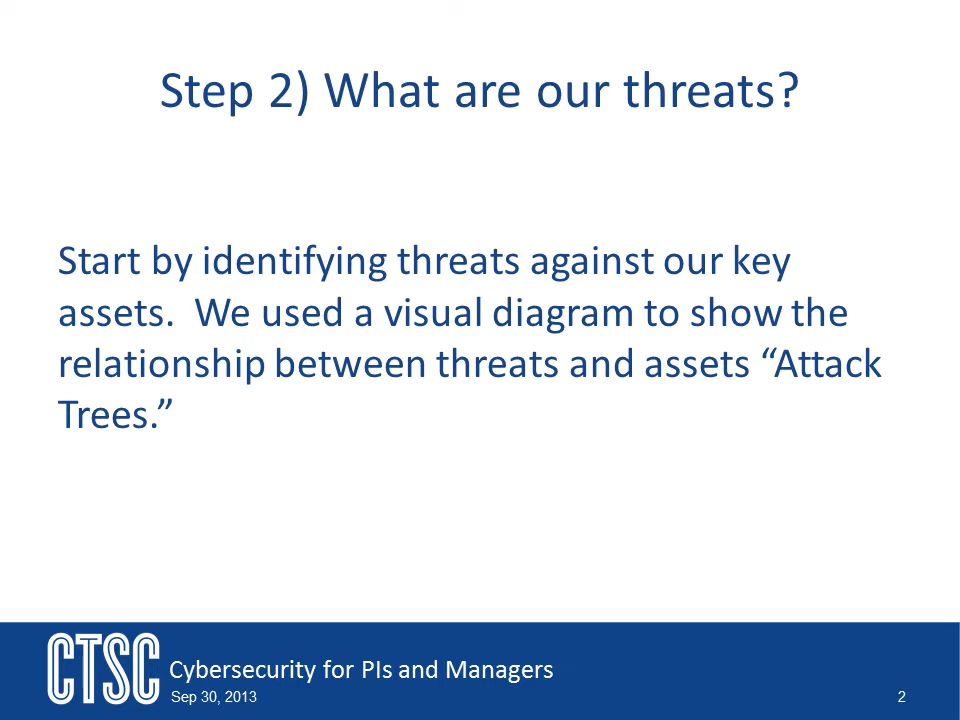 Step 2) What are our threats?
Start by identifying threats against our key
assets.  We used a visual diagram to show the
relationship between threats and assets “Attack
Trees.”
CTSC
Cybersecurity for PIs and Managers
Sep 30, 2013
2